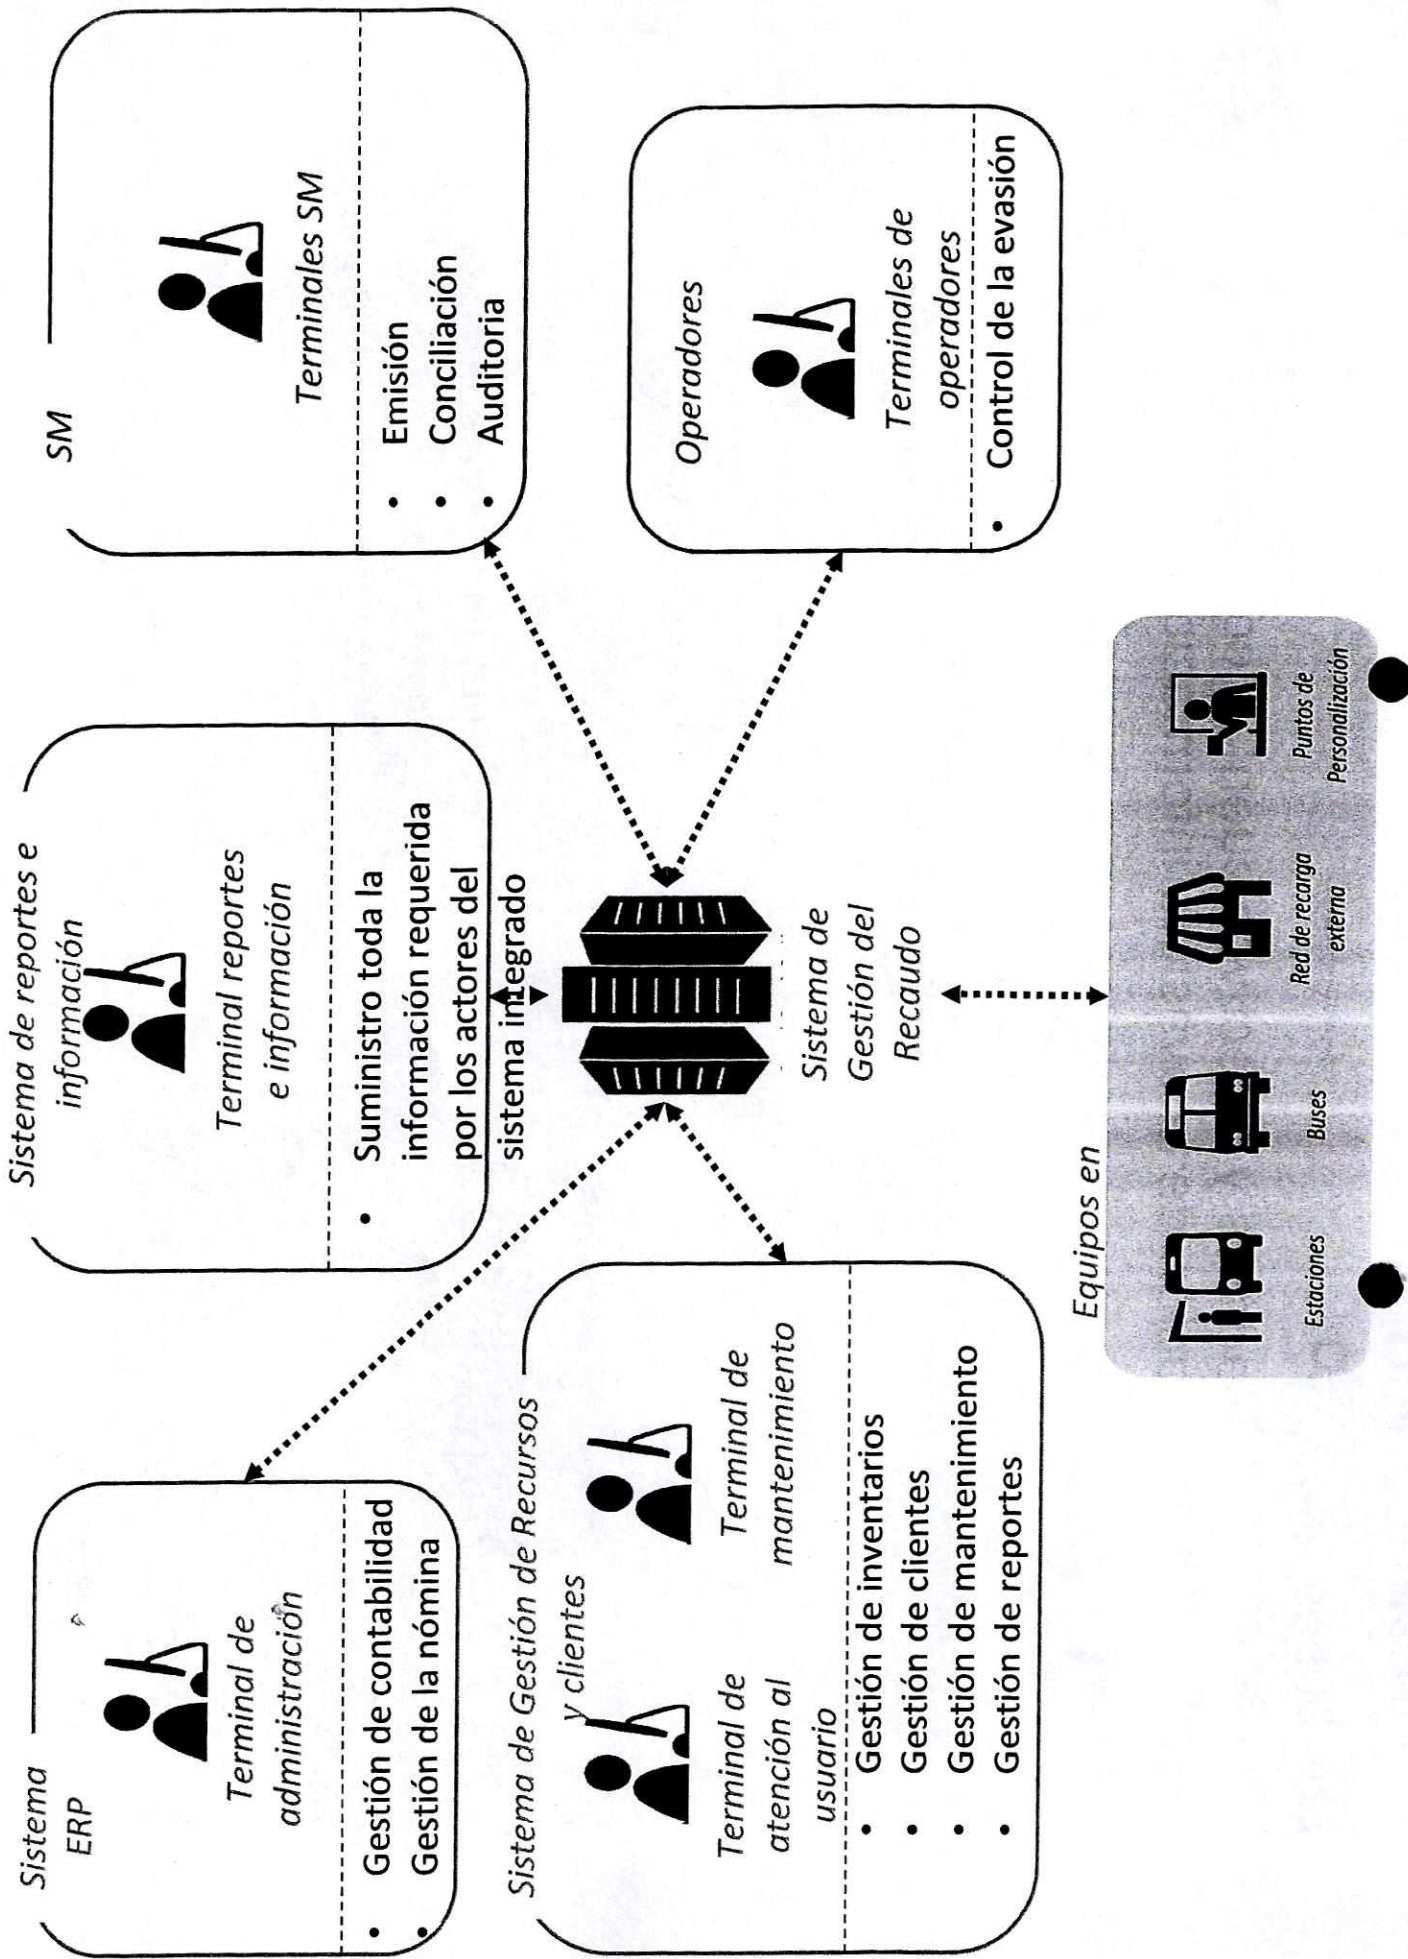 Sistema
ERP
Terminal de
administración
• Gestión de contabilidad
• Gestión de la nómina
Sistema de reportes e
información
Terminal reportes
e información
• Suministro toda la
información requerida
por los actores del
sistema integrado
SM
Terminales SM
• Emisión
• Conciliación
• Auditoria
Sistema de Gestión de Recursos
y clientes
Terminal de
atención al
usuario
Terminal de
mantenimiento
• Gestión de inventarios
• Gestión de clientes
• Gestión de mantenimiento
• Gestión de reportes
Sistema de
Gestión del
Recaudo
Operadores
Terminales de
operadores
• Control de la evasión
Equipos en
Estaciones
Buses
Red de recarga
externa
Puntos de
Personalización